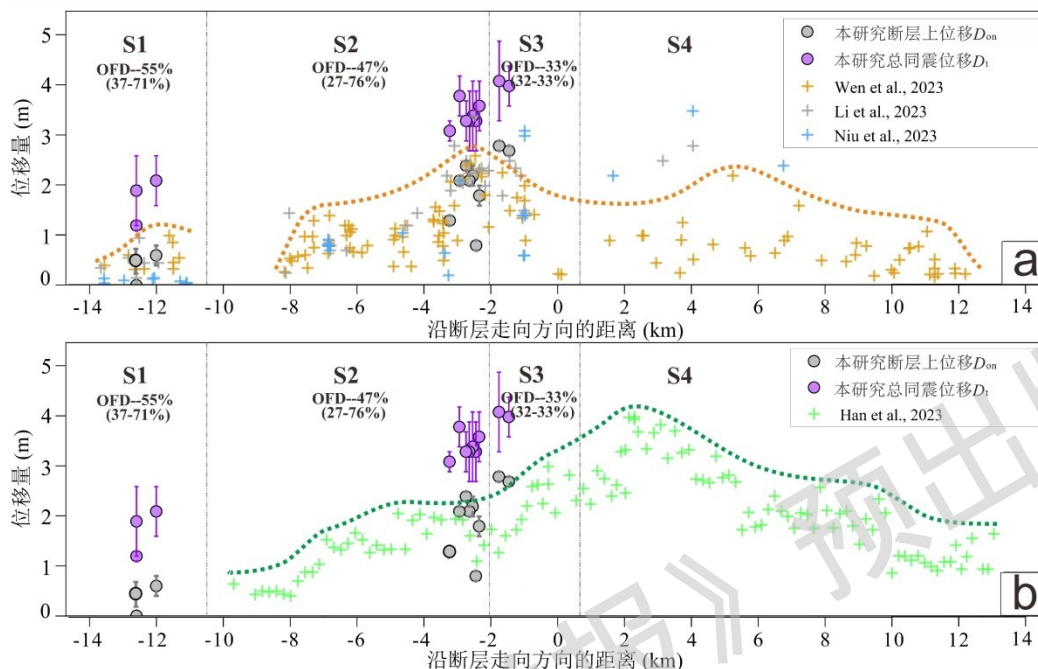 S1
S2
S3
S4
OFD--55%
(37-71%)
OFD--47%
(27-76%)
OFD--33%
(32-33%)
本研究断层上位移Don
本研究总同震位移Dt
Wen et al., 2023
Li et al., 2023
Niu et al., 2023
位移量 (m)
5
4
3
2
1
0
a
-14 -12 -10 -8 -6 -4 -2 0 2 4 6 8 10 12 14
沿断层走向方向的距离 (km)
S1
S2
S3
S4
OFD--55%
(37-71%)
OFD--47%
(27-76%)
OFD--33%
(32-33%)
本研究断层上位移Don
本研究总同震位移Dt
Han et al., 2023
位移量 (m)
5
4
3
2
1
0
b
-14 -12 -10 -8 -6 -4 -2 0 2 4 6 8 10 12 14
沿断层走向方向的距离 (km)
报》预出